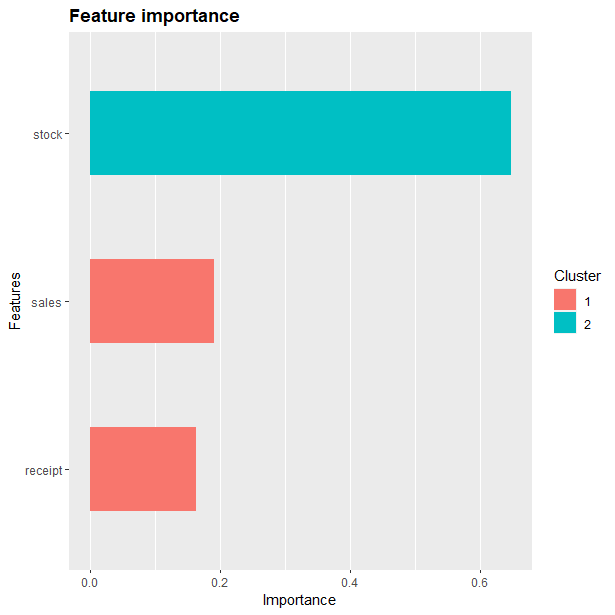 Feature importance
stock
sales
receipt
Features
0.0 0.2 0.4 0.6
Importance
Cluster
1
2